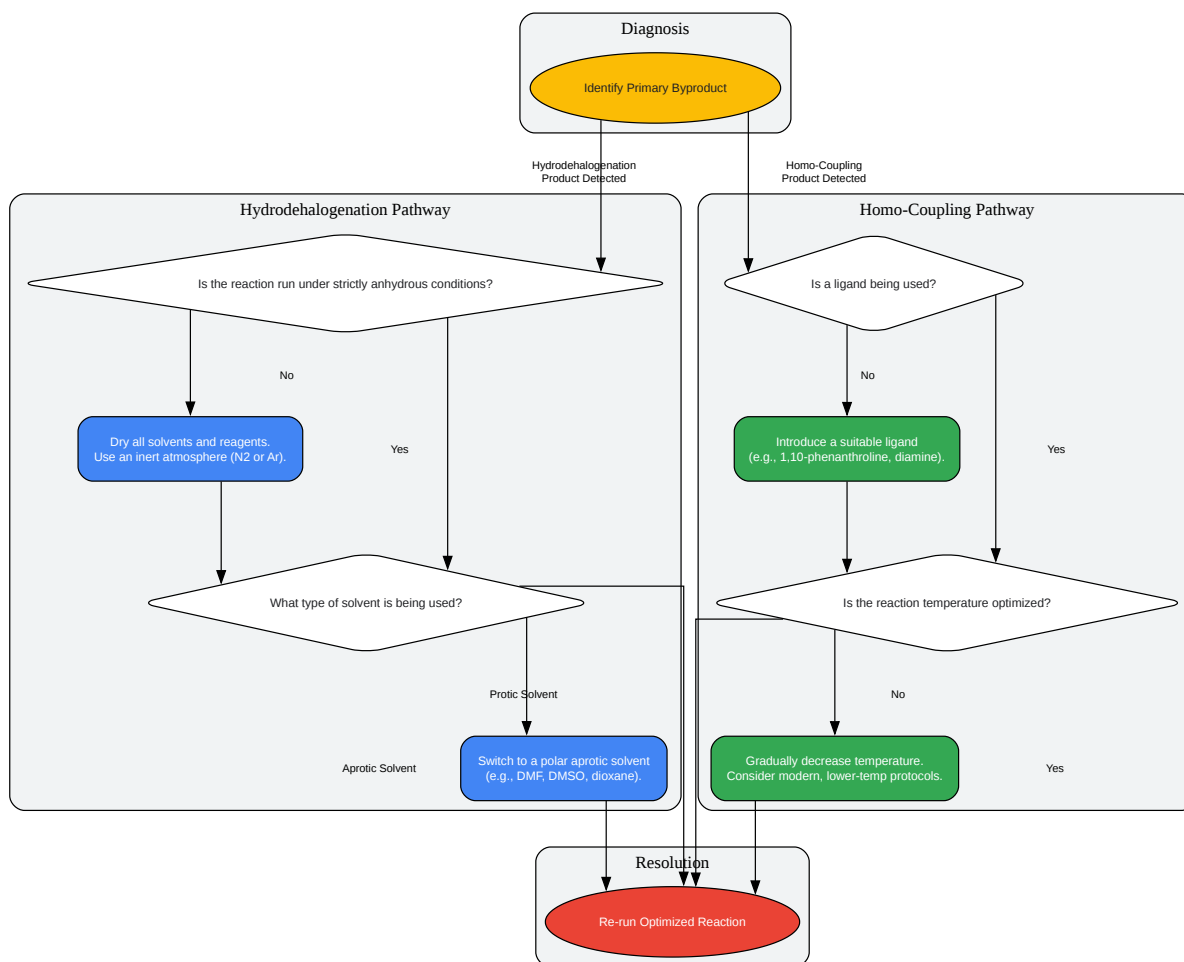 Diagnosis
Identify Primary Byproduct
Hydrodehalogenation
Product Detected
Homo-Coupling
Product Detected
Hydrodehalogenation Pathway
Homo-Coupling Pathway
Is the reaction run under strictly anhydrous conditions?
Is a ligand being used?
No
No
Dry all solvents and reagents.
Use an inert atmosphere (N2 or Ar).
Yes
Introduce a suitable ligand
(e.g., 1,10-phenanthroline, diamine).
Yes
What type of solvent is being used?
Is the reaction temperature optimized?
Protic Solvent
No
Aprotic Solvent
Switch to a polar aprotic solvent
(e.g., DMF, DMSO, dioxane).
Gradually decrease temperature.
Consider modern, lower-temp protocols.
Yes
Resolution
Re-run Optimized Reaction